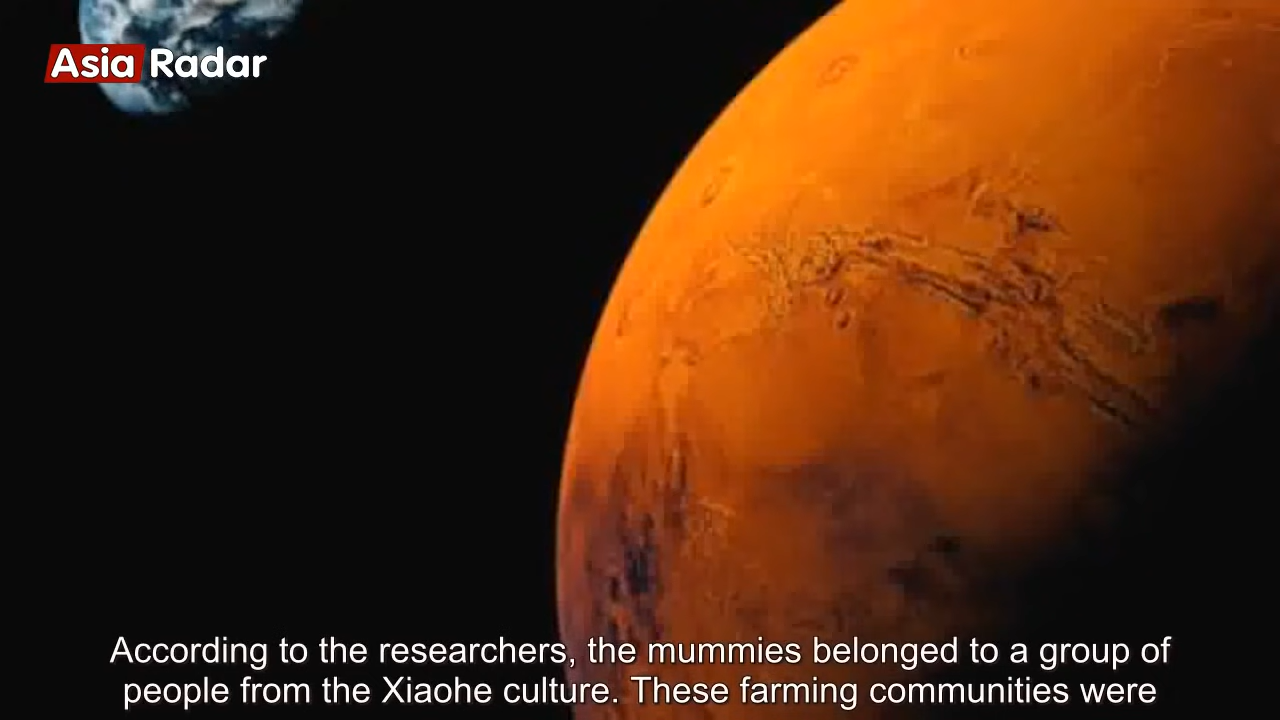 Asia Radar
According to the researchers, the mummies belonged to a group of
people from the Xiaohe culture. These farming communities were